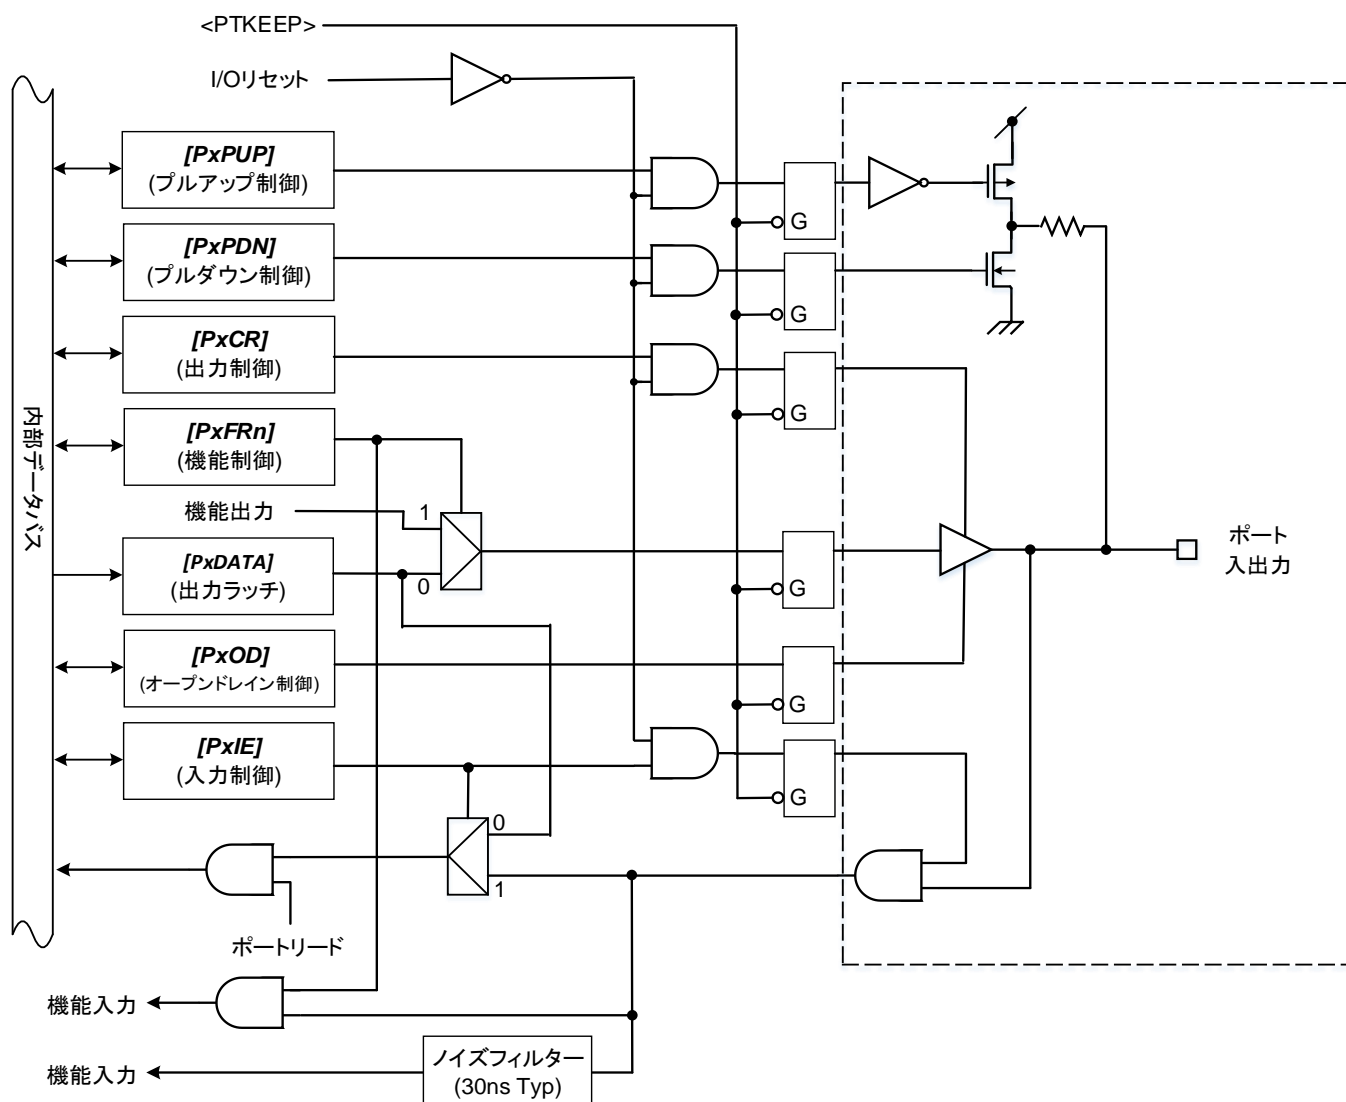 <PTKEEP>
I/Oリセット
[PxPUP]
(プルアップ制御)
G
[PxPDN]
(プルダウン制御)
G
[PxCR]
(出力制御)
G
内部データバス
[PxFRn]
(機能制御)
機能出力
1
[PxDATA]
(出力ラッチ)
0
G
ポート
入出力
[PxOD]
(オープンドレイン制御)
G
[PxIE]
(入力制御)
G
0
1
ポートリード
機能入力
機能入力
ノイズフィルター
(30ns Typ)